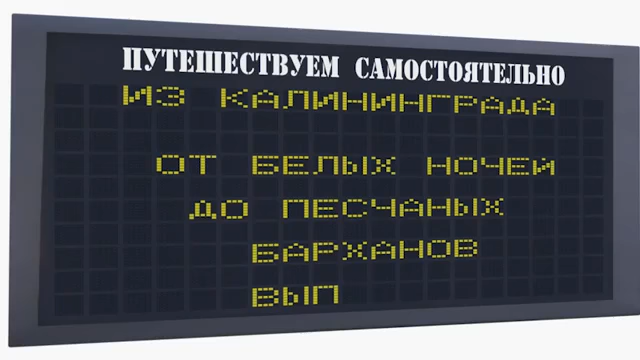 ПУТЕШЕСТВУЕМ САМОСТОЯТЕЛЬНО
ИЗ КАЛИНИНГРАДА
ОТ БЕЛЫХ НОЧЕЙ
ДО ПЕСЧАНЫХ
БАРХАНОВ
ВЫП